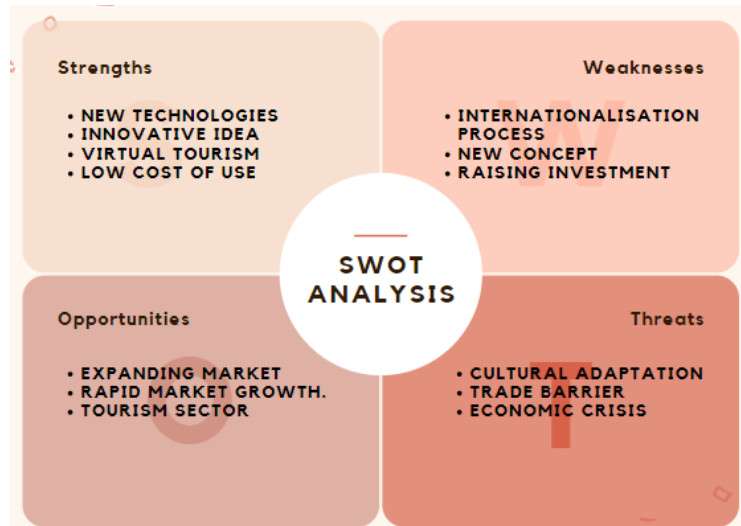 Strengths
• NEW TECHNOLOGIES
• INNOVATIVE IDEA
• VIRTUAL TOURISM
• LOW COST OF USE
Weaknesses
• INTERNATIONALISATION
PROCESS
• NEW CONCEPT
• RAISING INVESTMENT
SWOT
ANALYSIS
Opportunities
• EXPANDING MARKET
• RAPID MARKET GROWTH.
• TOURISM SECTOR
Threats
• CULTURAL ADAPTATION
• TRADE BARRIER
• ECONOMIC CRISIS
S
W
O
T